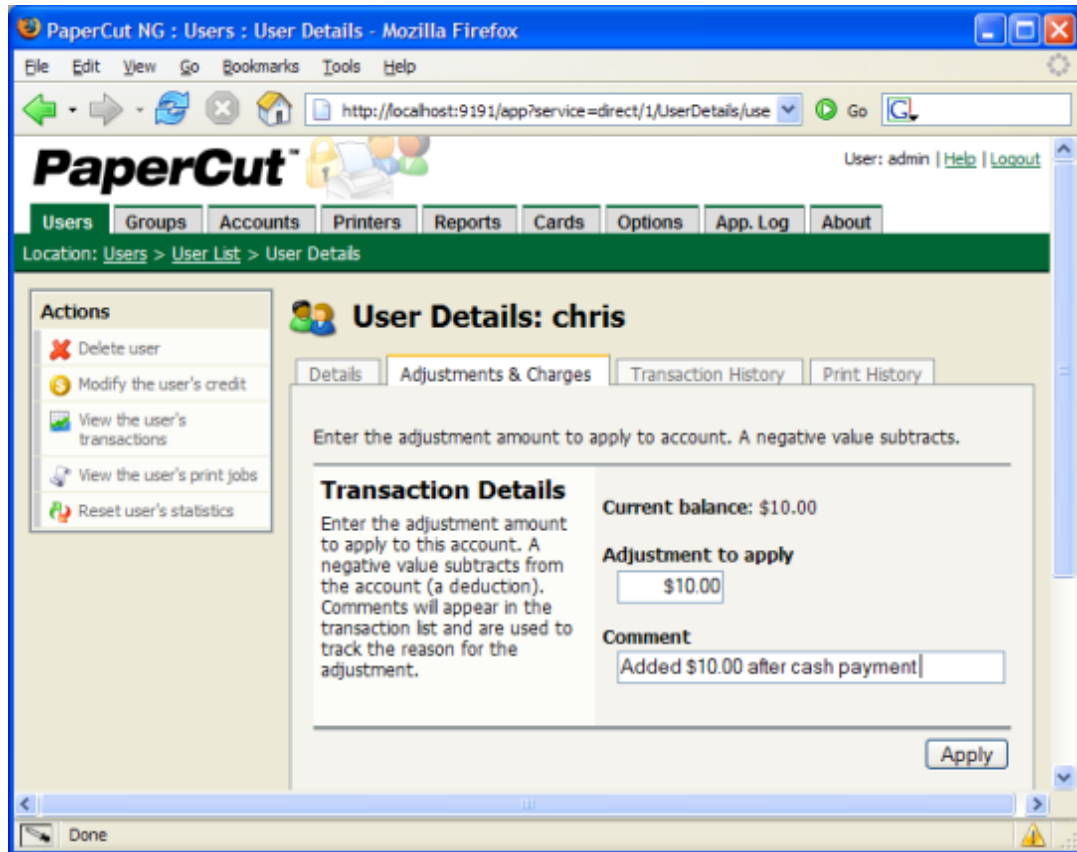 PaperCut NG : Users : User Details - Mozilla Firefox
File Edit View Go Bookmarks Tools Help
http://localhost:9191/app?service=direct/1/UserDetails/use Go G
PaperCut™
User: admin | Help | Logout
Users Groups Accounts Printers Reports Cards Options App. Log About
Location: Users > User List > User Details
Actions
Delete user
Modify the user's credit
View the user's
transactions
View the user's print jobs
Reset user's statistics
User Details: chris
Details Adjustments & Charges Transaction History Print History
Enter the adjustment amount to apply to account. A negative value subtracts.
Transaction Details
Enter the adjustment amount
to apply to this account. A
negative value subtracts from
the account (a deduction).
Comments will appear in the
transaction list and are used to
track the reason for the
adjustment.
Current balance: $10.00
Adjustment to apply
$10.00
Comment
Added $10.00 after cash payment
Apply
Done